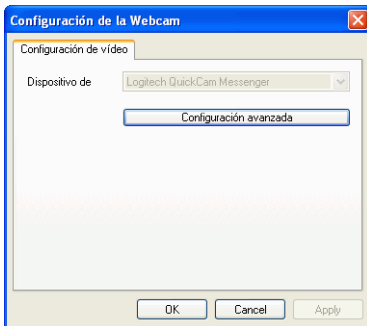 Configuración de la Webcam
Configuración de vídeo
Dispositivo de Logitech QuickCam Messenger
Configuración avanzada
OK Cancel Apply